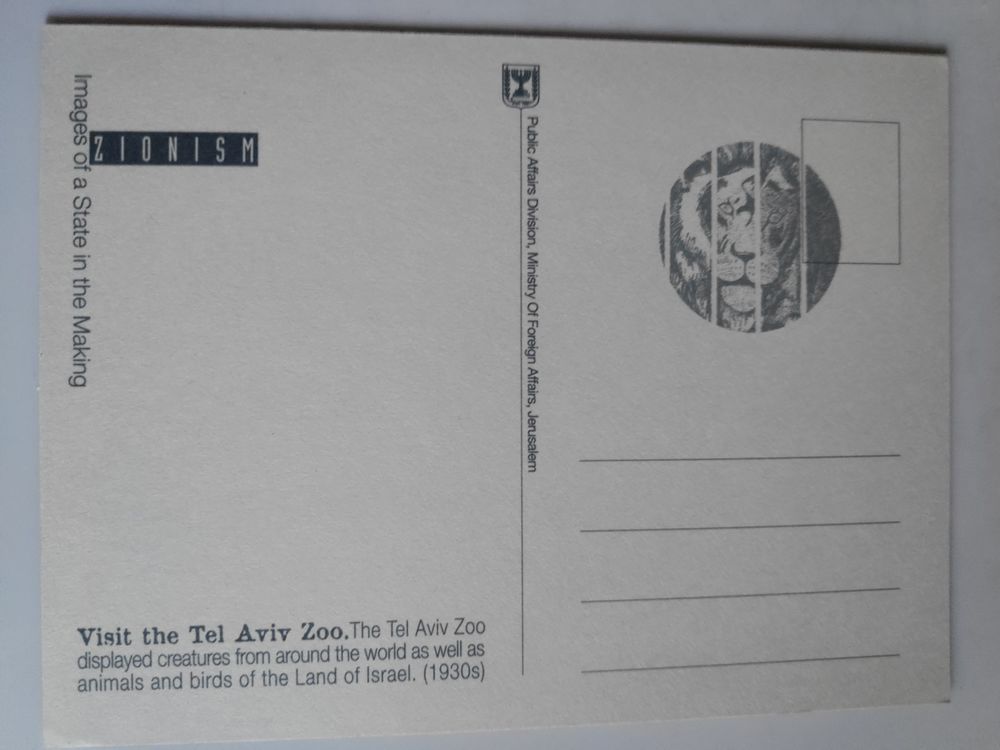 ZIONISM
Images of a State in the Making
Public Affairs Division, Ministry Of Foreign Affairs, Jerusalem
Visit the Tel Aviv Zoo. The Tel Aviv Zoo
displayed creatures from around the world as well as
animals and birds of the Land of Israel. (1930s)